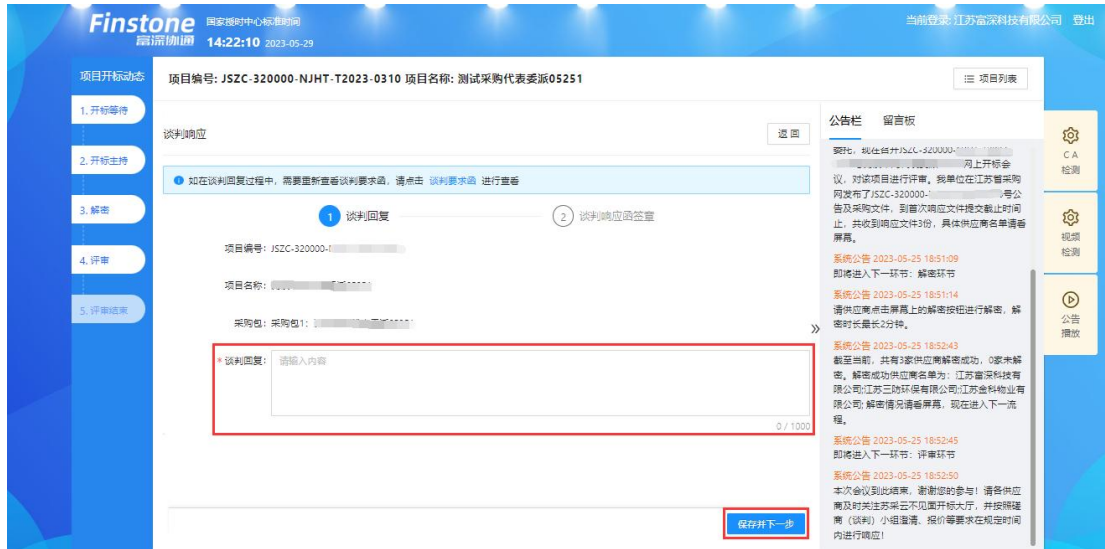 Finstone
富深协通
国家授时中心标准时间
14:22:10 2023-05-29
当前登录: 江苏富深科技有限公司 登出
项目开标动态
1. 开标等待
2. 开标主持
3. 解密
4. 评审
5. 评审结束
项目编号: JSZC-320000-NJHT-T2023-0310 项目名称: 测试采购代表委派05251
项目列表
谈判响应
返 回
如在谈判回复过程中，需要重新查看谈判要求函，请点击 谈判要求函 进行查看
1 谈判回复
2 谈判响应函签章
项目编号: JSZC-320000-
项目名称:
采购包: 采购包1:
* 谈判回复: 请输入内容
0 / 1000
保存并下一步
公告栏 留言板
委托，现在召开JSZC-320000-
网上开标会
议，对该项目进行评审。我单位在江苏省采购
网发布了JSZC-320000- 号公
告及采购文件，到首次响应文件提交截止时间
止，共收到响应文件3份，具体供应商名单请看
屏幕。
系统公告 2023-05-25 18:51:09
即将进入下一环节：解密环节
系统公告 2023-05-25 18:51:14
请供应商点击屏幕上的解密按钮进行解密，解
密时长最长2分钟。
系统公告 2023-05-25 18:52:43
截至当前，共有3家供应商解密成功，0家未解
密。解密成功供应商名单为：江苏富深科技有
限公司;江苏三防环保有限公司;江苏金科物业有
限公司; 解密情况请看屏幕，现在进入下一流
程。
系统公告 2023-05-25 18:52:45
即将进入下一环节：评审环节
系统公告 2023-05-25 18:52:50
本次会议到此结束，谢谢您的参与！请各供应
商及时关注苏采云不见面开标大厅，并按照磋
商（谈判）小组澄清、报价等要求在规定时间
内进行响应！
CA
检测
视频
检测
公告
播放